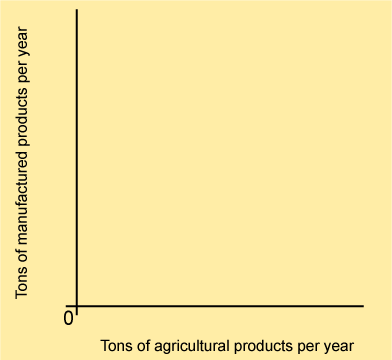 Tons of manufactured products per year
0
Tons of agricultural products per year